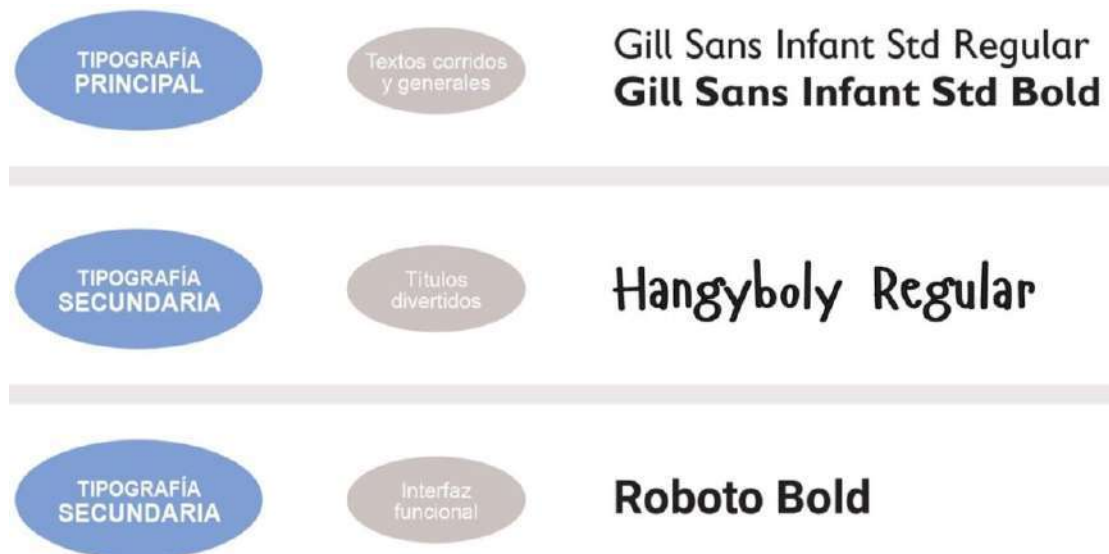 TIPOGRAFÍA
PRINCIPAL
Textos corridos
y generales
Gill Sans Infant Std Regular
Gill Sans Infant Std Bold
TIPOGRAFÍA
SECUNDARIA
Títulos
divertidos
Hangyboly Regular
TIPOGRAFÍA
SECUNDARIA
Interfaz
funcional
Roboto Bold